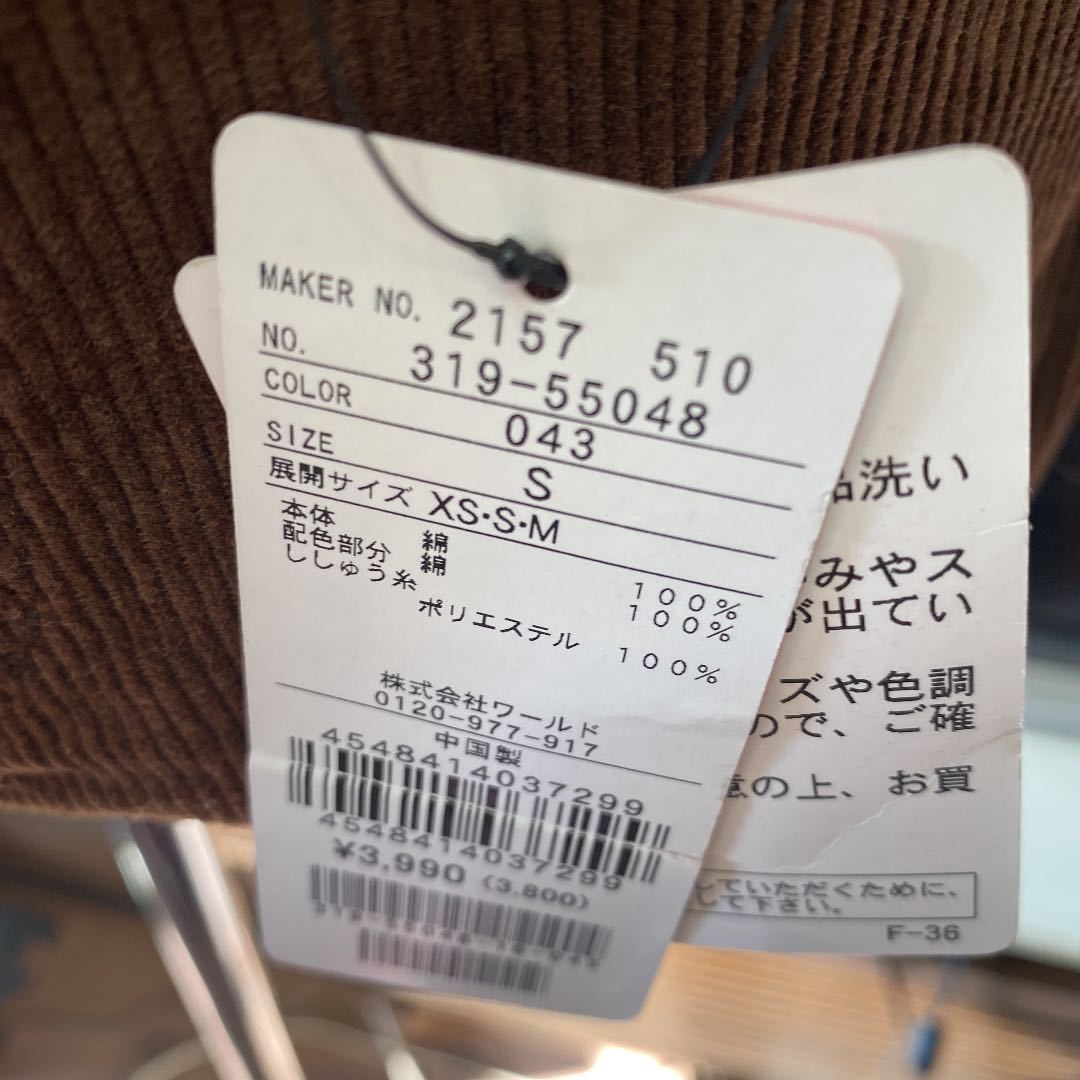 MAKER NO. 2157 510
NO. 319-55048
COLOR 043
SIZE S
展開サイズ XS・S・M
本体 綿 100%
配色部分 綿 100%
ししゅう糸
ポリエステル 100%
株式会社ワールド
0120-977-917
中国製
4548414037299
4548414037299
¥3,990 (3,800)
洗い
みやス
が出てい
ズや色調
ので、ご確
意の上、お買
していただくために、
して下さい。
F-36